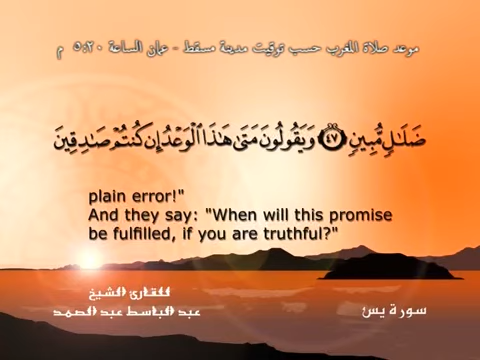 موعد صلاة المغرب حسب توقيت مدينة مسقط - عمان الساعة ٥:٢٠ م
ضَلَـٰلٍ مُّبِينٍ ﴿٤٧﴾ وَيَقُولُونَ مَتَىٰ هَـٰذَا ٱلْوَعْدُ إِن كُنتُمْ صَـٰدِقِينَ
plain error!"
And they say: "When will this promise
be fulfilled, if you are truthful?"
للقارئ الشيخ
عبد الباسط عبد الصمد
سورة يس